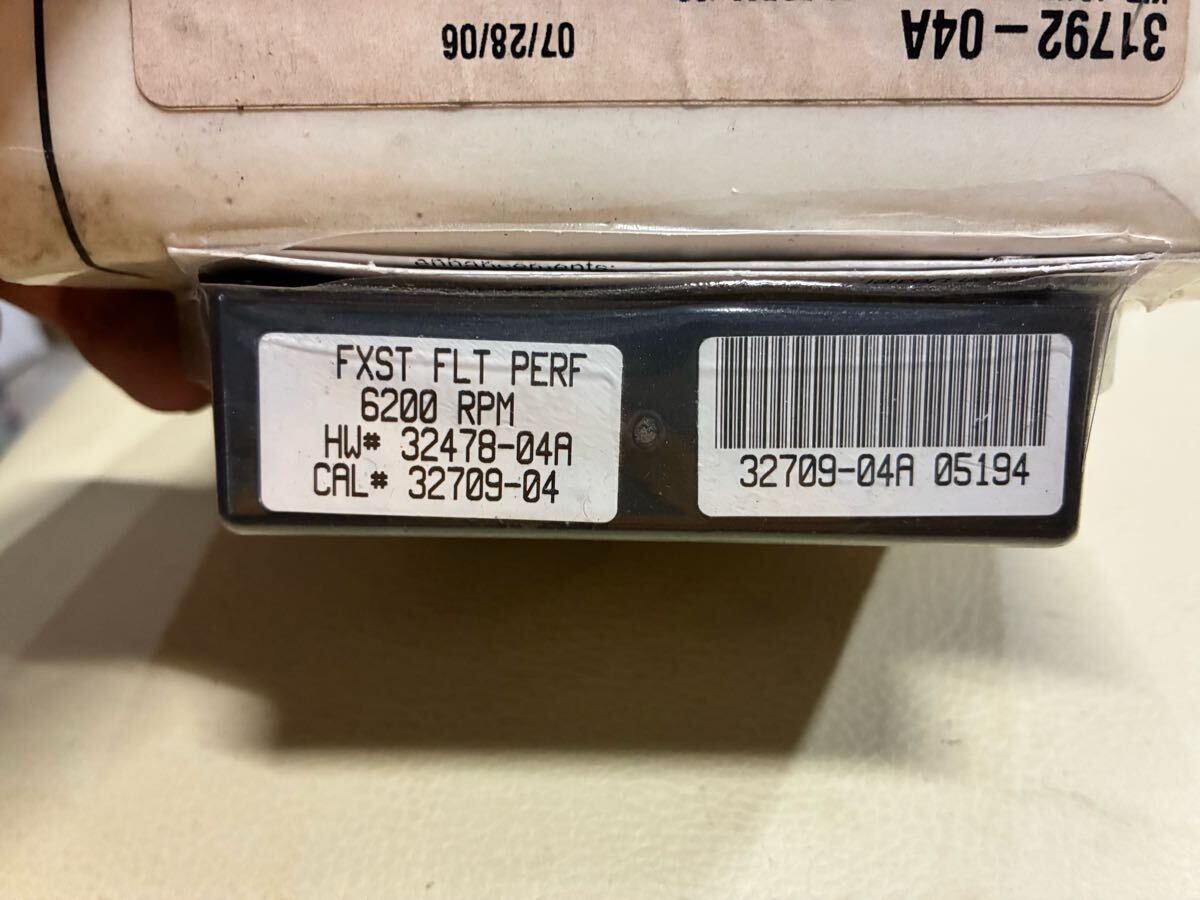 31792-04A
07/28/06
enhancements:
FXST FLT PERF
6200 RPM
HW# 32478-04A
CAL# 32709-04
32709-04A 05194